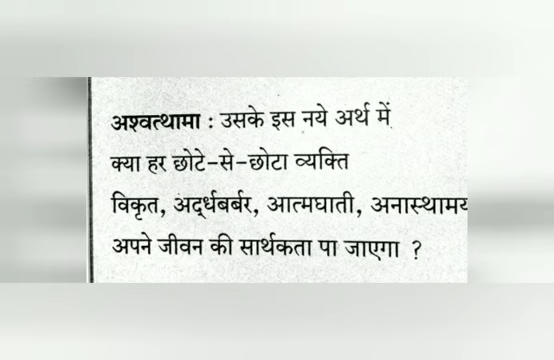 अश्वत्थामा : उसके इस नये अर्थ में
क्या हर छोटे-से-छोटा व्यक्ति
विकृत, अर्द्धबर्बर, आत्मघाती, अनास्थामय
अपने जीवन की सार्थकता पा जाएगा ?